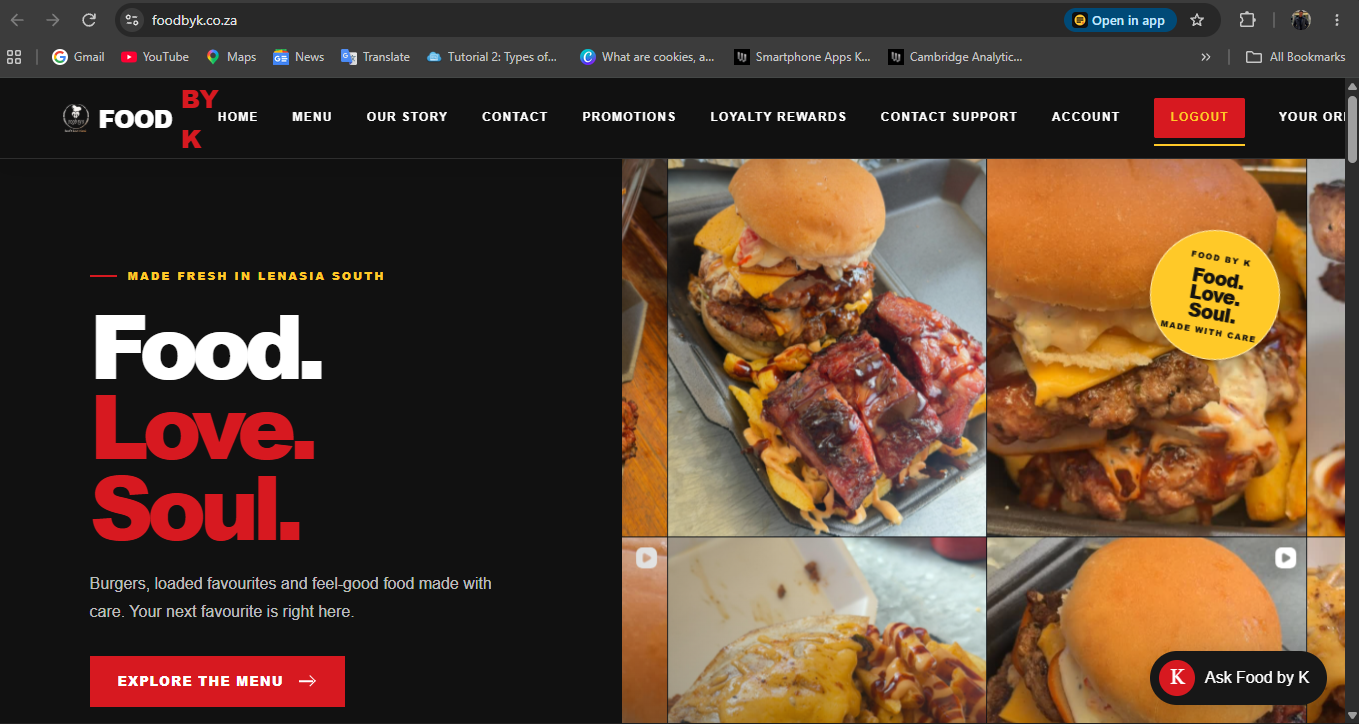 foodbyk.co.za
Open in app
Gmail
YouTube
Maps
News
Translate
Tutorial 2: Types of...
What are cookies, a...
Smartphone Apps K...
Cambridge Analytic...
»
All Bookmarks
FOOD BY K
HOME
MENU
OUR STORY
CONTACT
PROMOTIONS
LOYALTY REWARDS
CONTACT SUPPORT
ACCOUNT
LOGOUT
YOUR OR
MADE FRESH IN LENASIA SOUTH
Food.
Love.
Soul.
Burgers, loaded favourites and feel-good food made with
care. Your next favourite is right here.
EXPLORE THE MENU →
FOOD BY K
Food.
Love.
Soul.
MADE WITH CARE
K Ask Food by K